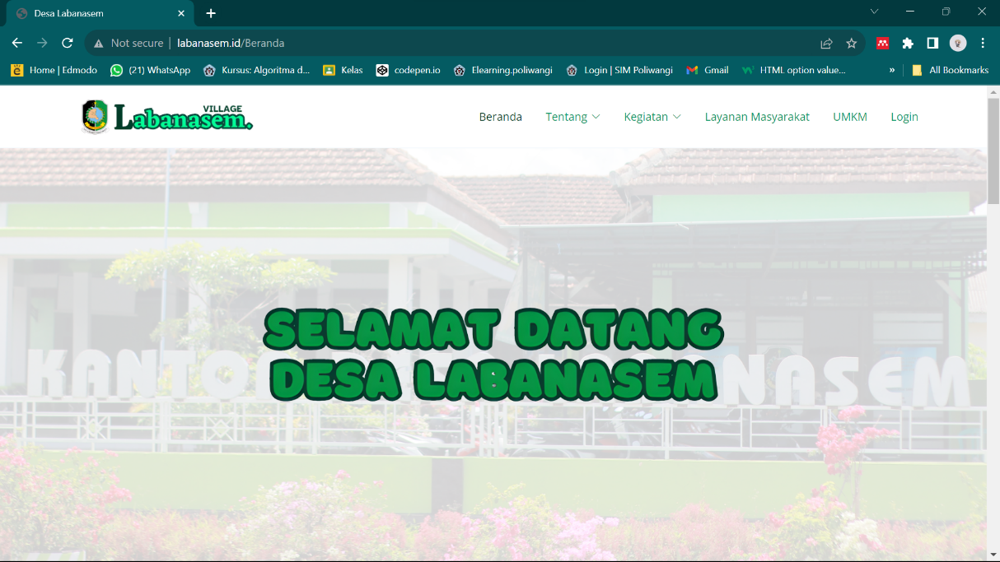 Desa Labanasem
Not secure | labanasem.id/Beranda
Home | Edmodo
(21) WhatsApp
Kursus: Algoritma d...
Kelas
codepen.io
Elearning.poliwangi
Login | SIM Poliwangi
Gmail
HTML option value...
»
All Bookmarks
VILLAGE
Labanasem.
Beranda
Tentang
Kegiatan
Layanan Masyarakat
UMKM
Login
SELAMAT DATANG
DESA LABANASEM
KANTO
NASEM